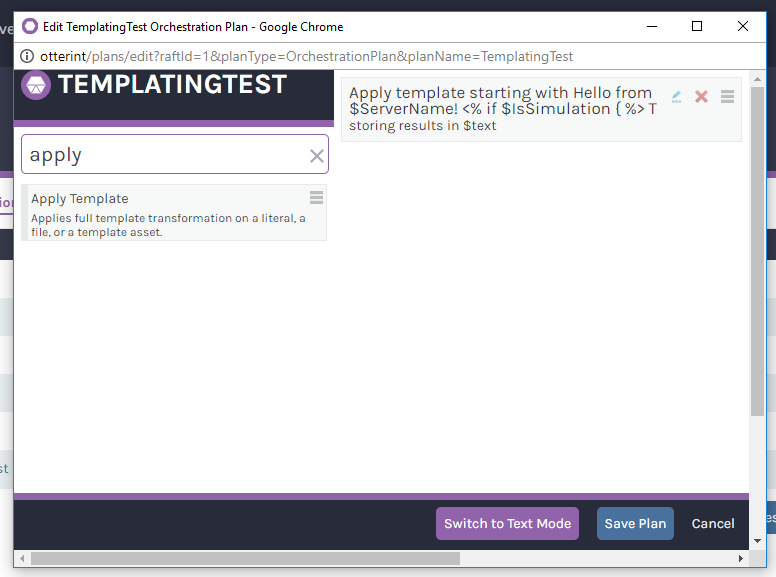 Edit TemplatingTest Orchestration Plan - Google Chrome
otterint/plans/edit?raftId=1&planType=OrchestrationPlan&planName=TemplatingTest
TEMPLATINGTEST
apply
Apply Template
Applies full template transformation on a literal, a
file, or a template asset.
Apply template starting with Hello from
$ServerName! <% if $IsSimulation { %> T
storing results in $text
Switch to Text Mode
Save Plan
Cancel